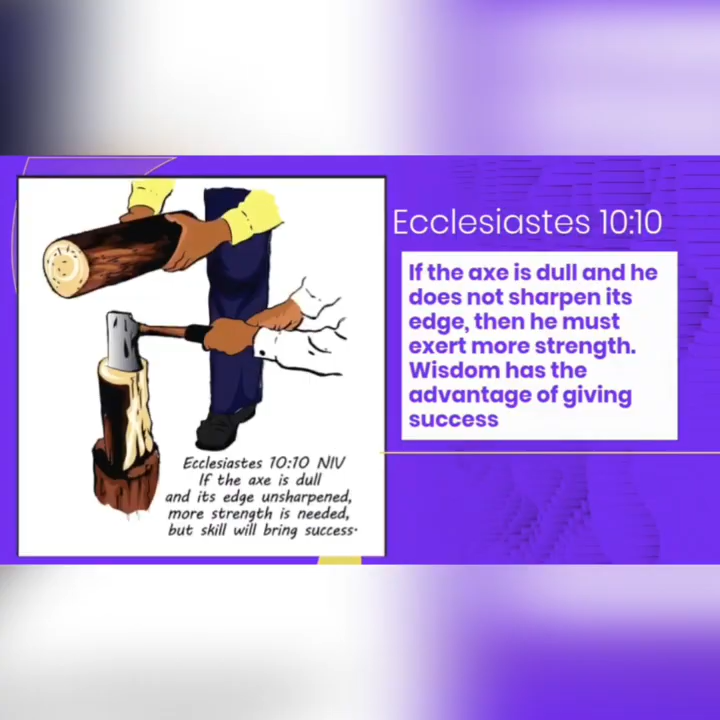 Ecclesiastes 10:10
If the axe is dull and he
does not sharpen its
edge, then he must
exert more strength.
Wisdom has the
advantage of giving
success
Ecclesiastes 10:10 NIV
If the axe is dull
and its edge unsharpened,
more strength is needed,
but skill will bring success.